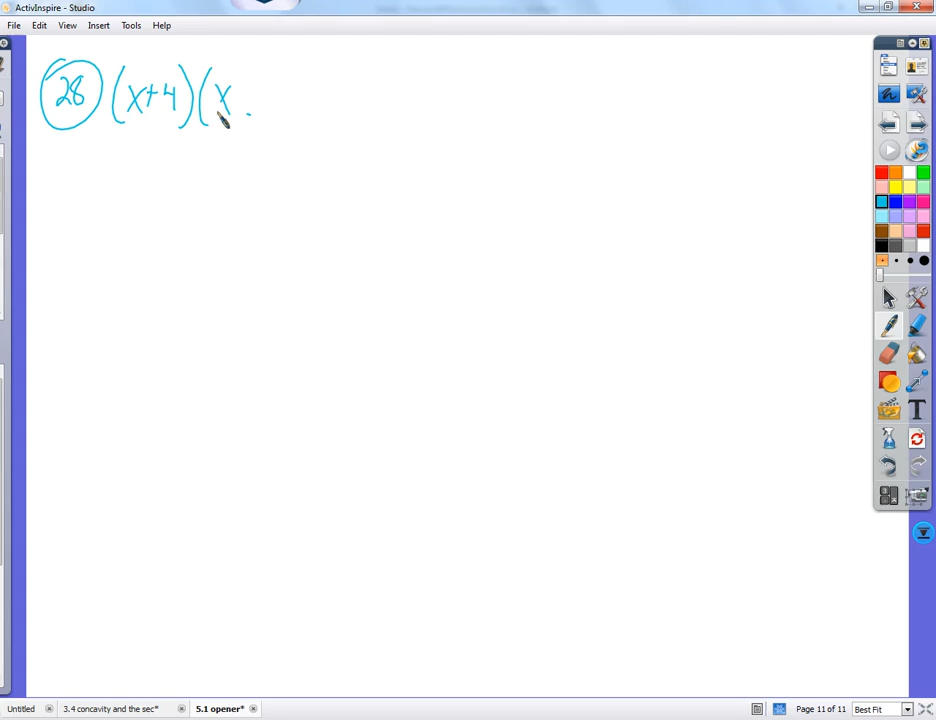 ActivInspire - Studio
File Edit View Insert Tools Help
28 (x+4)(x .
Untitled 3.4 concavity and the sec* 5.1 opener* Page 11 of 11 Best Fit